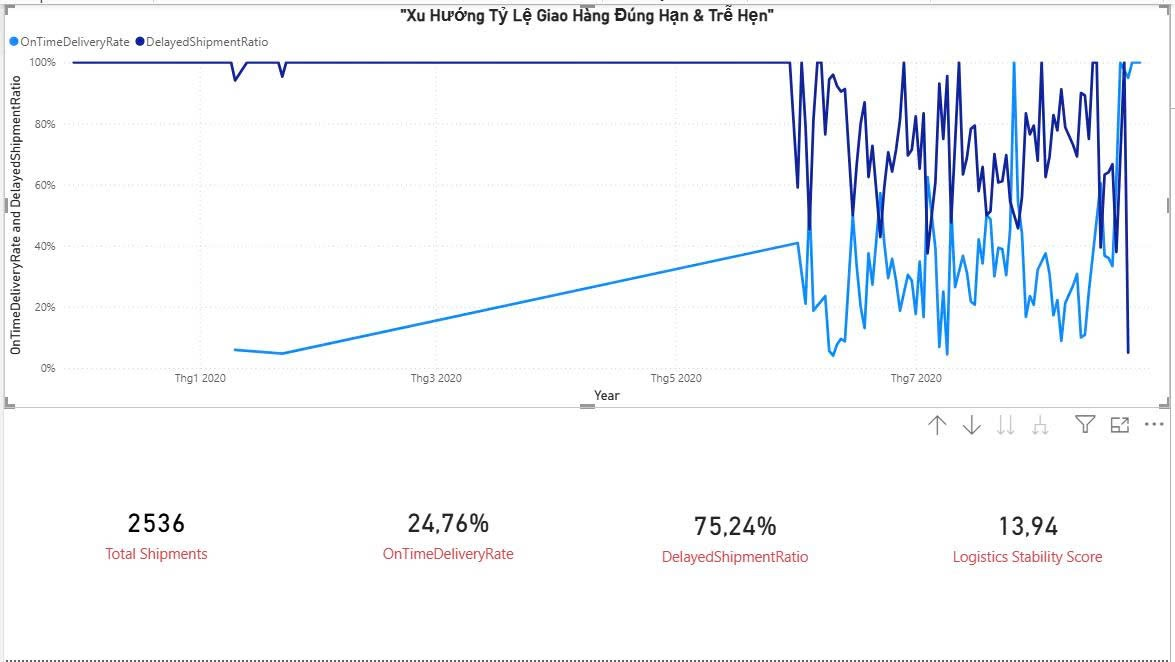 "Xu Hướng Tỷ Lệ Giao Hàng Đúng Hạn & Trễ Hẹn"
OnTimeDeliveryRate DelayedShipmentRatio
OnTimeDeliveryRate and DelayedShipmentRatio
100%
80%
60%
40%
20%
0%
Thg1 2020 Thg3 2020 Thg5 2020 Thg7 2020
Year
2536 24,76% 75,24% 13,94
Total Shipments OnTimeDeliveryRate DelayedShipmentRatio Logistics Stability Score